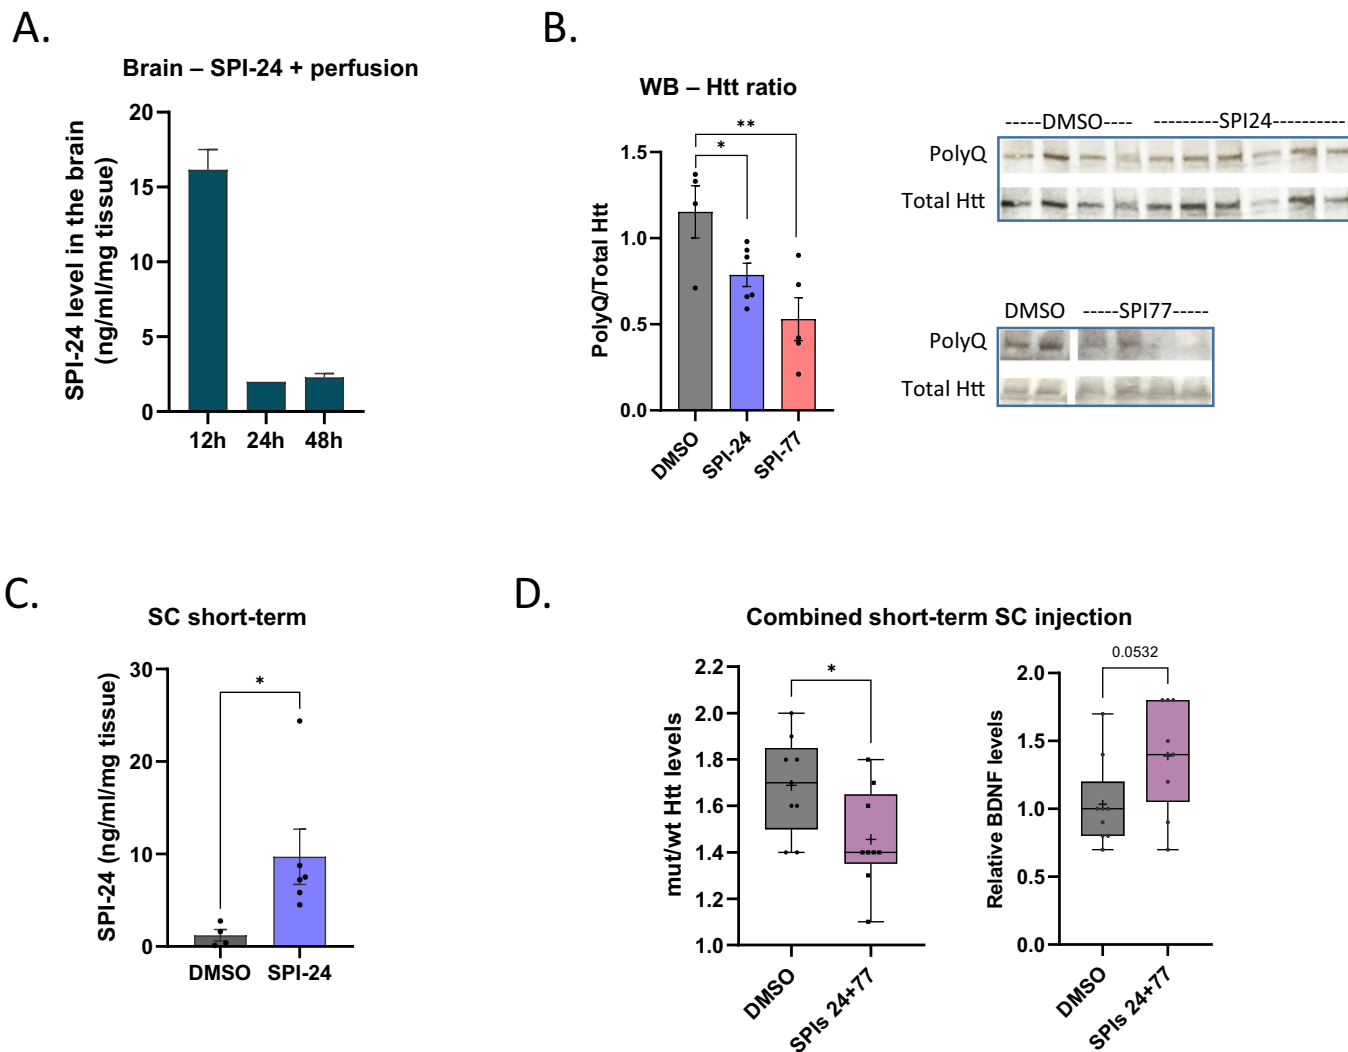 A.
Brain – SPI-24 + perfusion
SPI-24 level in the brain
(ng/ml/mg tissue)
20
15
10
5
0
12h 24h 48h
B.
WB – Htt ratio
PolyQ/Total Htt
1.5
1.0
0.5
0.0
**
*
DMSO SPI-24 SPI-77
-----DMSO---- ---------SPI24----------
PolyQ
Total Htt
DMSO -----SPI77-----
PolyQ
Total Htt
C.
SC short-term
SPI-24 (ng/ml/mg tissue)
30
20
10
0
*
DMSO SPI-24
D.
Combined short-term SC injection
mut/wt Htt levels
2.2
2.0
1.8
1.6
1.4
1.2
1.0
*
DMSO SPIs 24+77
Relative BDNF levels
2.0
1.5
1.0
0.5
0.0
0.0532
DMSO SPIs 24+77